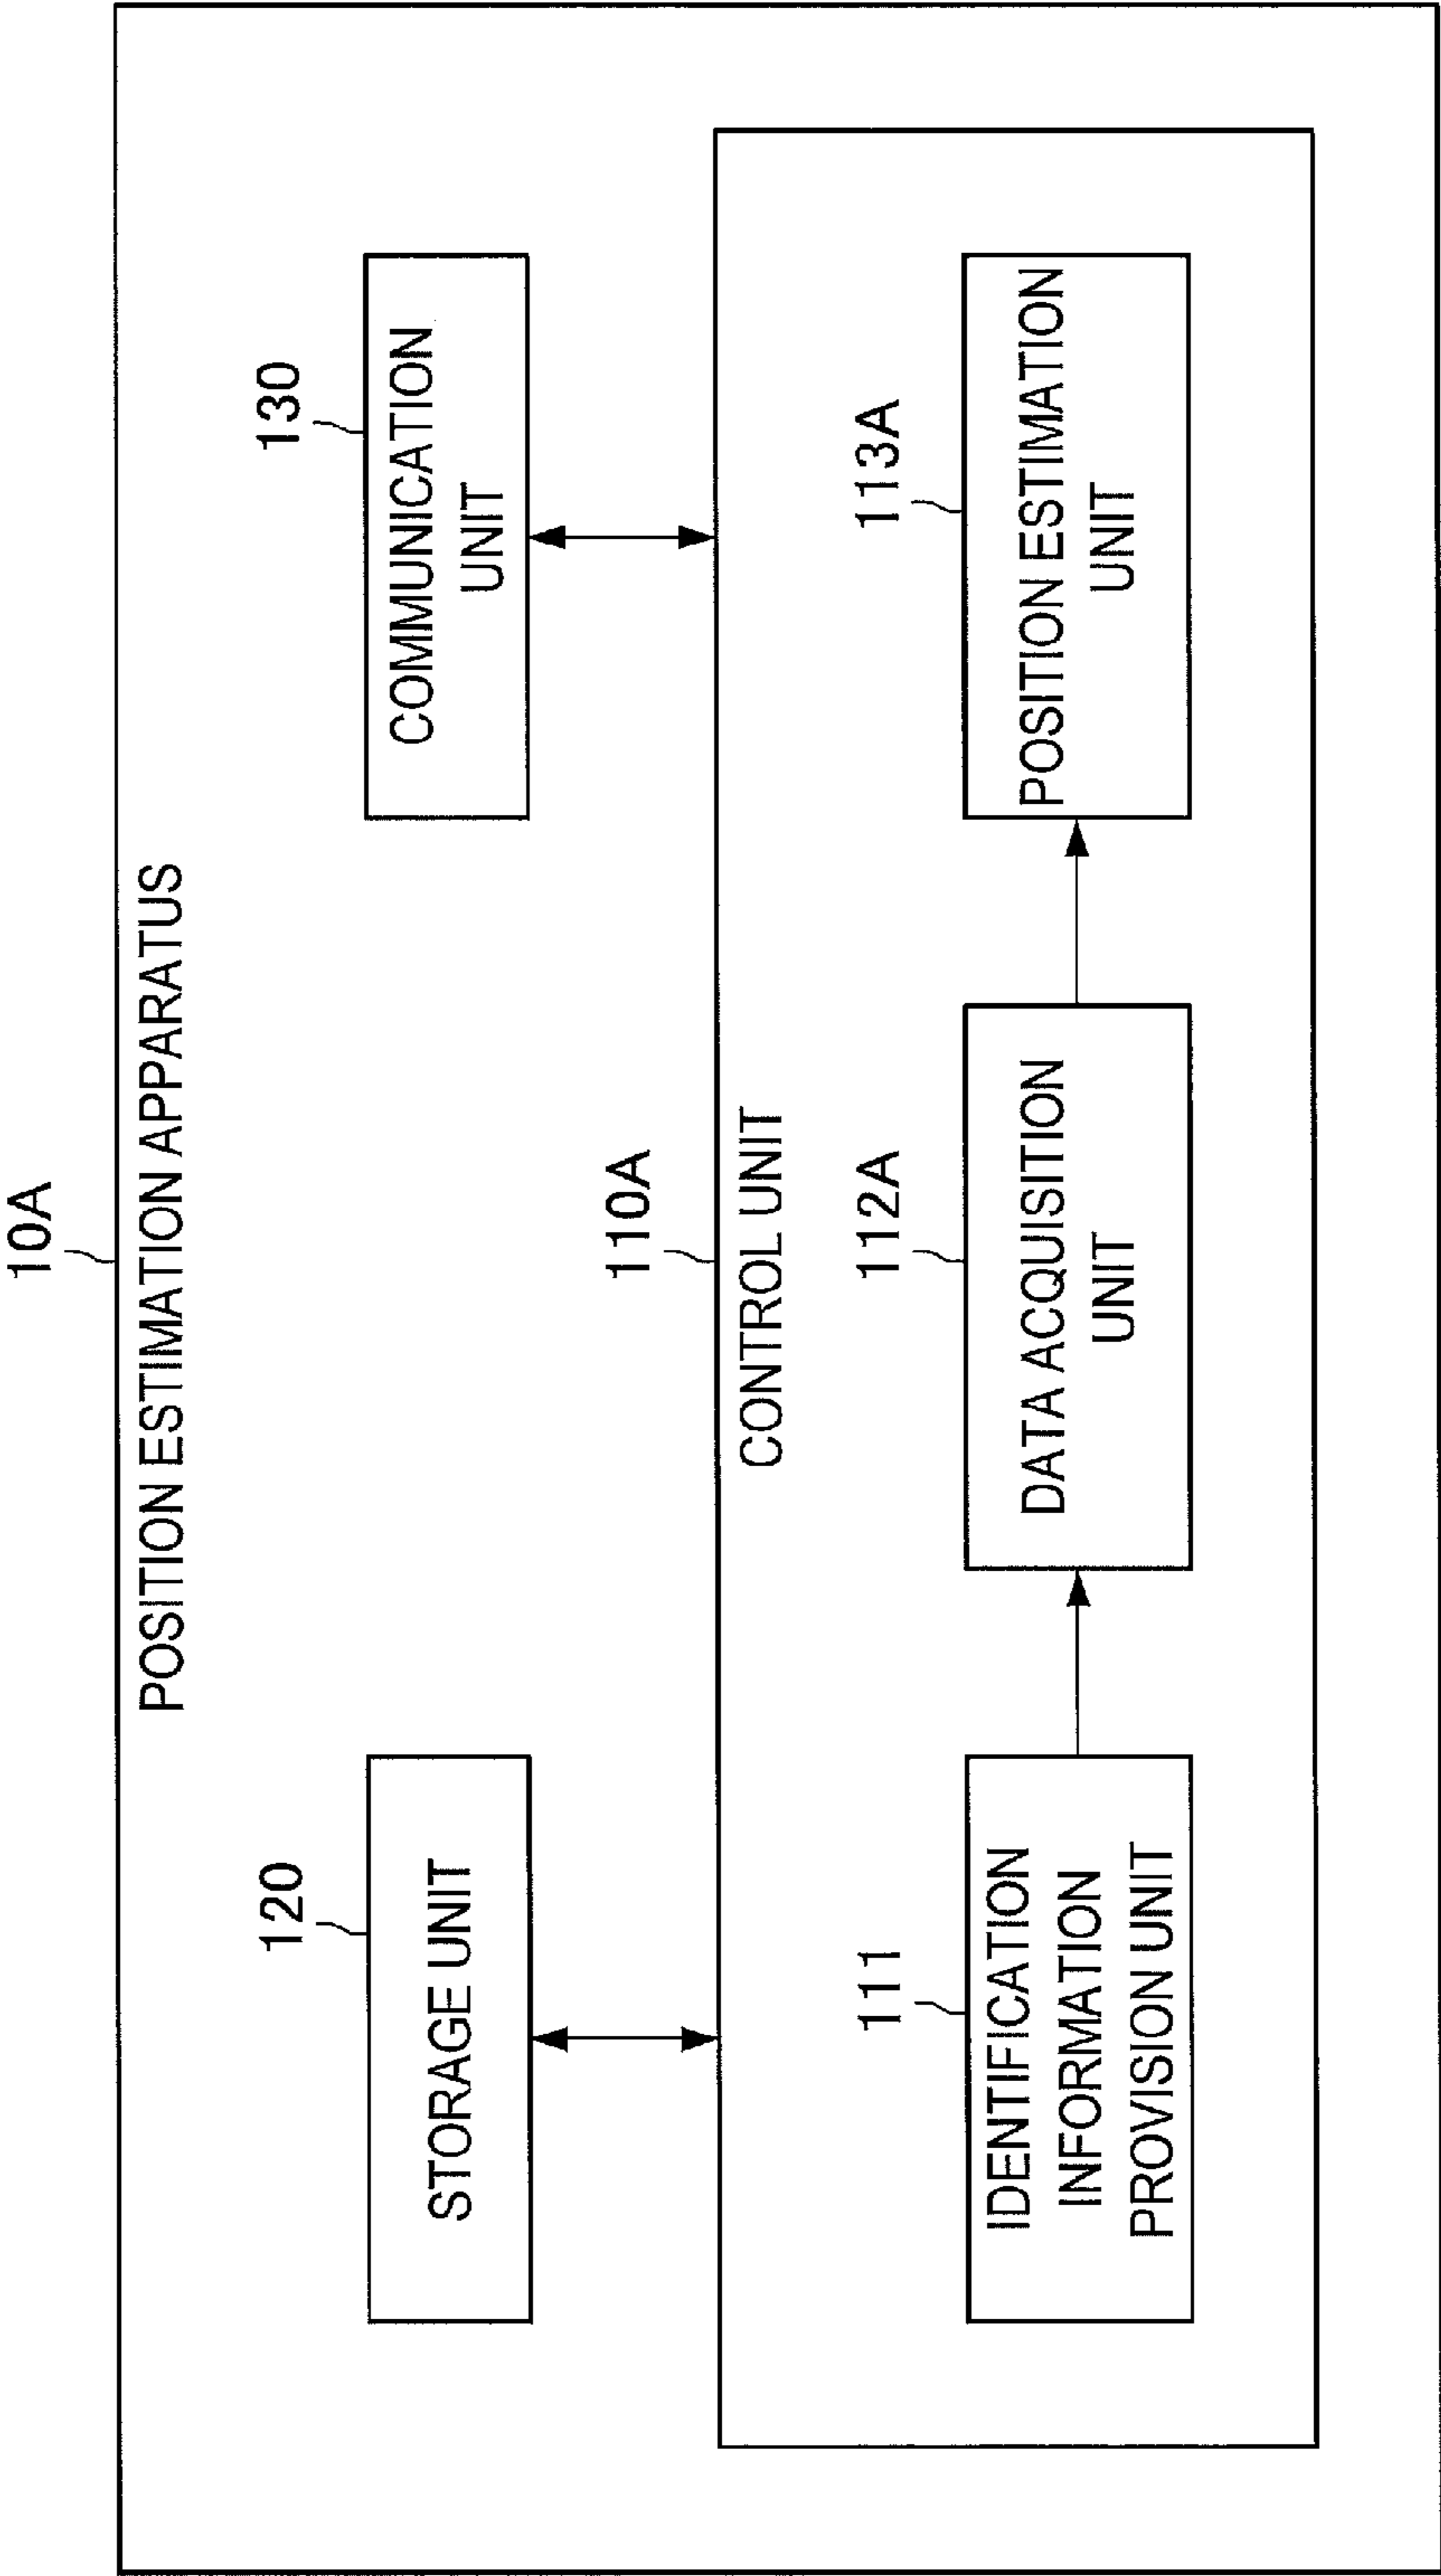 10A
POSITION ESTIMATION APPARATUS
120
STORAGE UNIT
130
COMMUNICATION
UNIT
110A
CONTROL UNIT
111
IDENTIFICATION
INFORMATION
PROVISION UNIT
112A
DATA ACQUISITION
UNIT
113A
POSITION ESTIMATION
UNIT